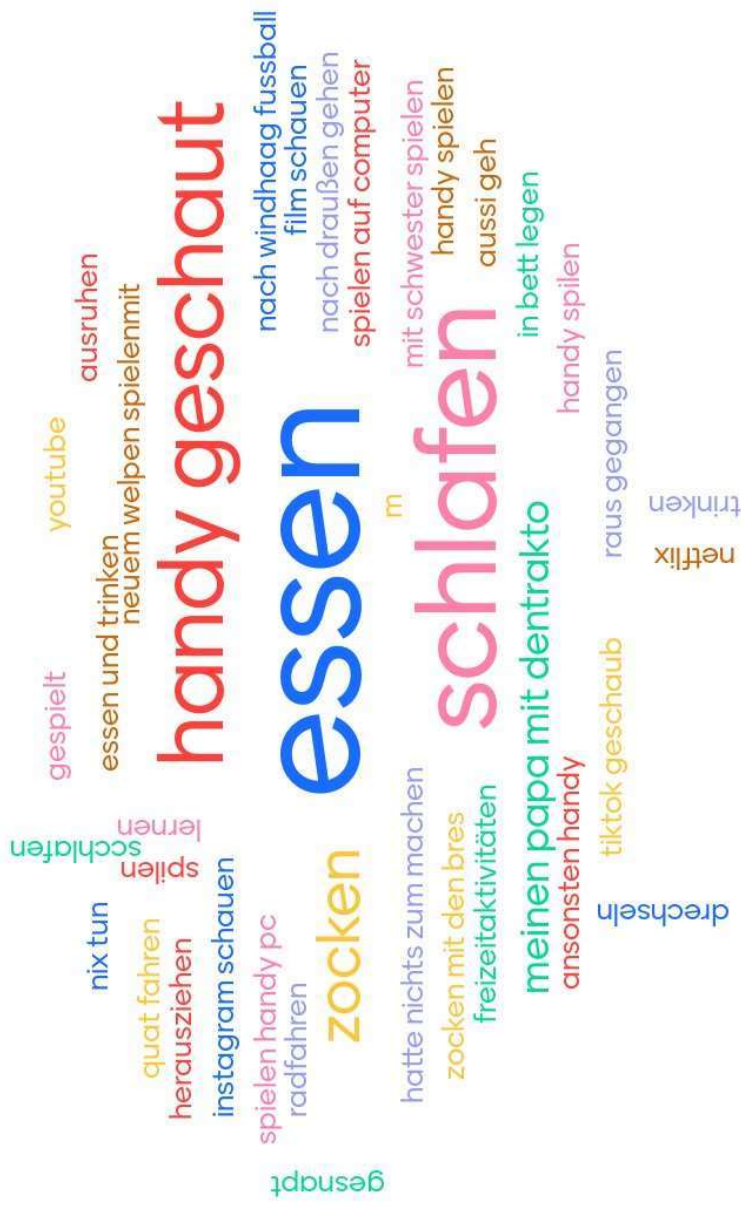 gespielt
youtube
essen und trinken
neuem welpen spielenmit
ausruhen
scchlafen
lernen
spilen
nix tun
quat fahren
herausziehen
instagram schauen
handy geschaut
spielen handy pc
radfahren
nach windhaag fussball
film schauen
nach draußen gehen
spielen auf computer
zocken
essen
m
hatte nichts zum machen
zocken mit den bres
freizeitaktivitäten
schlafen
mit schwester spielen
handy spielen
aussi geh
in bett legen
meinen papa mit dentrakto
ansonsten handy
handy spilen
tiktok geschaub
raus gegangen
drechseln
netflix
trinken
gesnapt